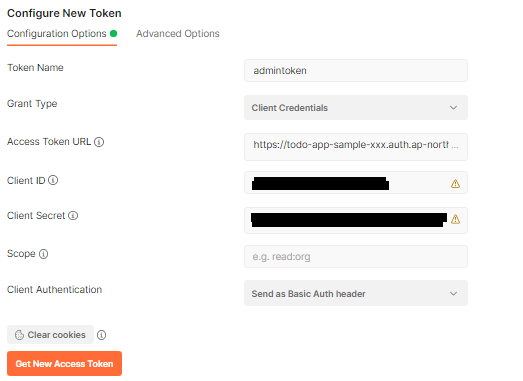 Configure New Token
Configuration Options Advanced Options
Token Name admintoken
Grant Type Client Credentials
Access Token URL https://todo-app-sample-xxx.auth.ap-north...
Client ID
Client Secret
Scope e.g. read:org
Client Authentication Send as Basic Auth header
Clear cookies
Get New Access Token